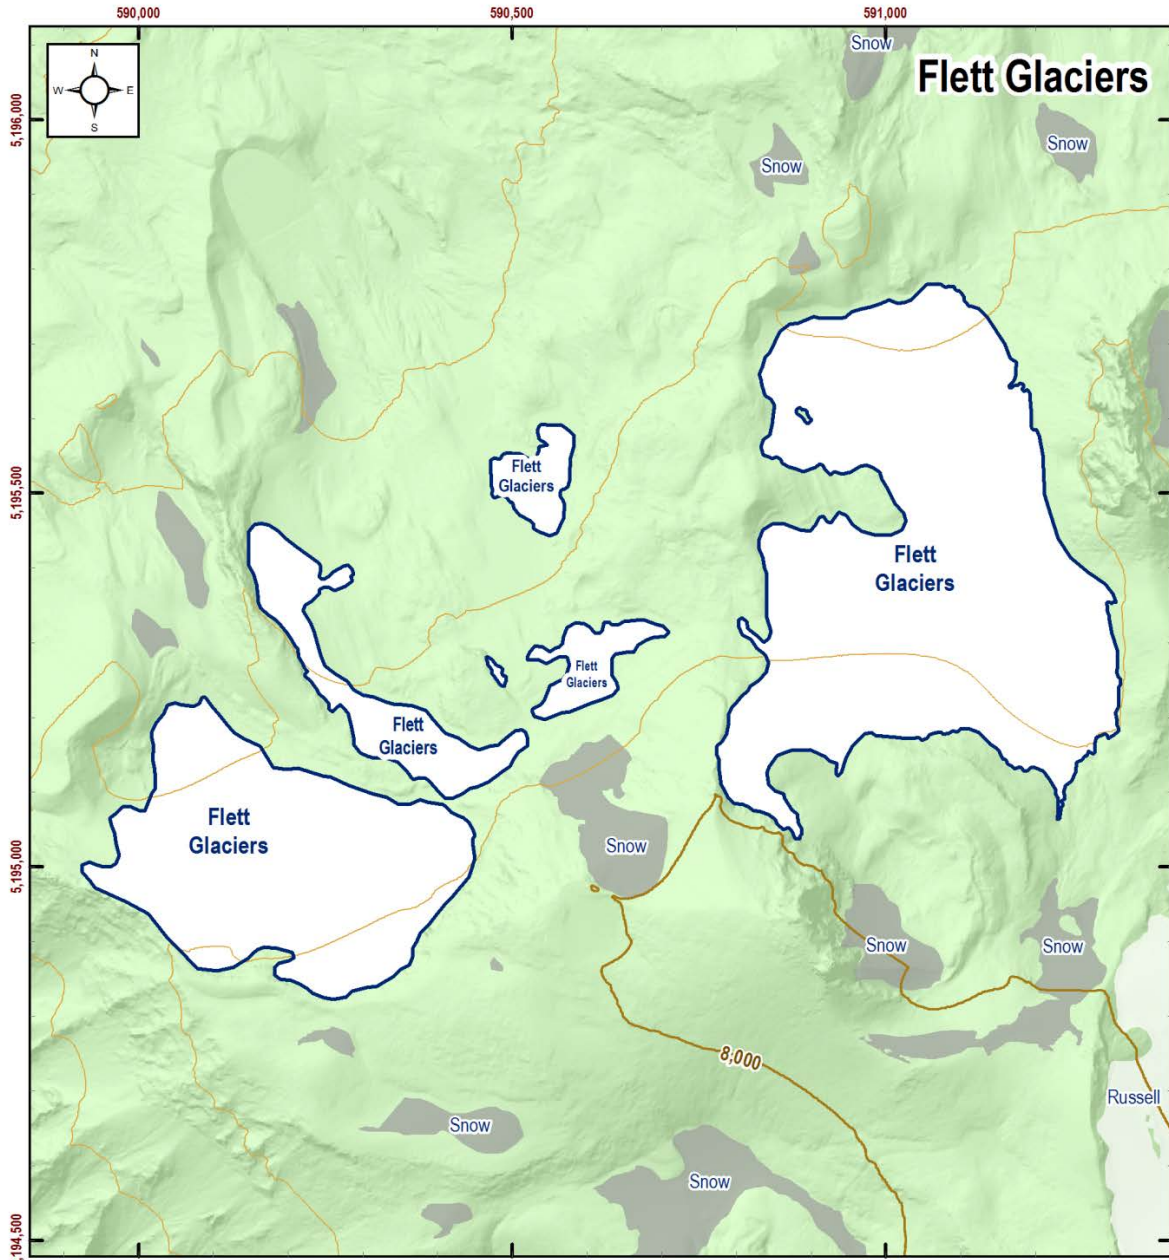 590,000
590,500
591,000
Flett Glaciers
N
W
E
S
Snow
5,196,000
Snow
Snow
Flett
Glaciers
5,195,500
Flett
Glaciers
Flett
Glaciers
Flett
Glaciers
Flett
Glaciers
5,195,000
Snow
Snow
Snow
8,000
Russell
Snow
Snow
,194,500